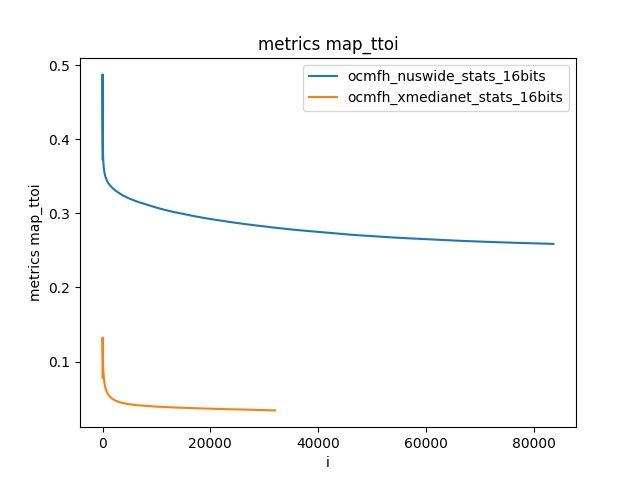 metrics map_ttoi
ocmfh_nuswide_stats_16bits
ocmfh_xmedianet_stats_16bits
0.5
0.4
0.3
0.2
0.1
metrics map_ttoi
0 20000 40000 60000 80000
i